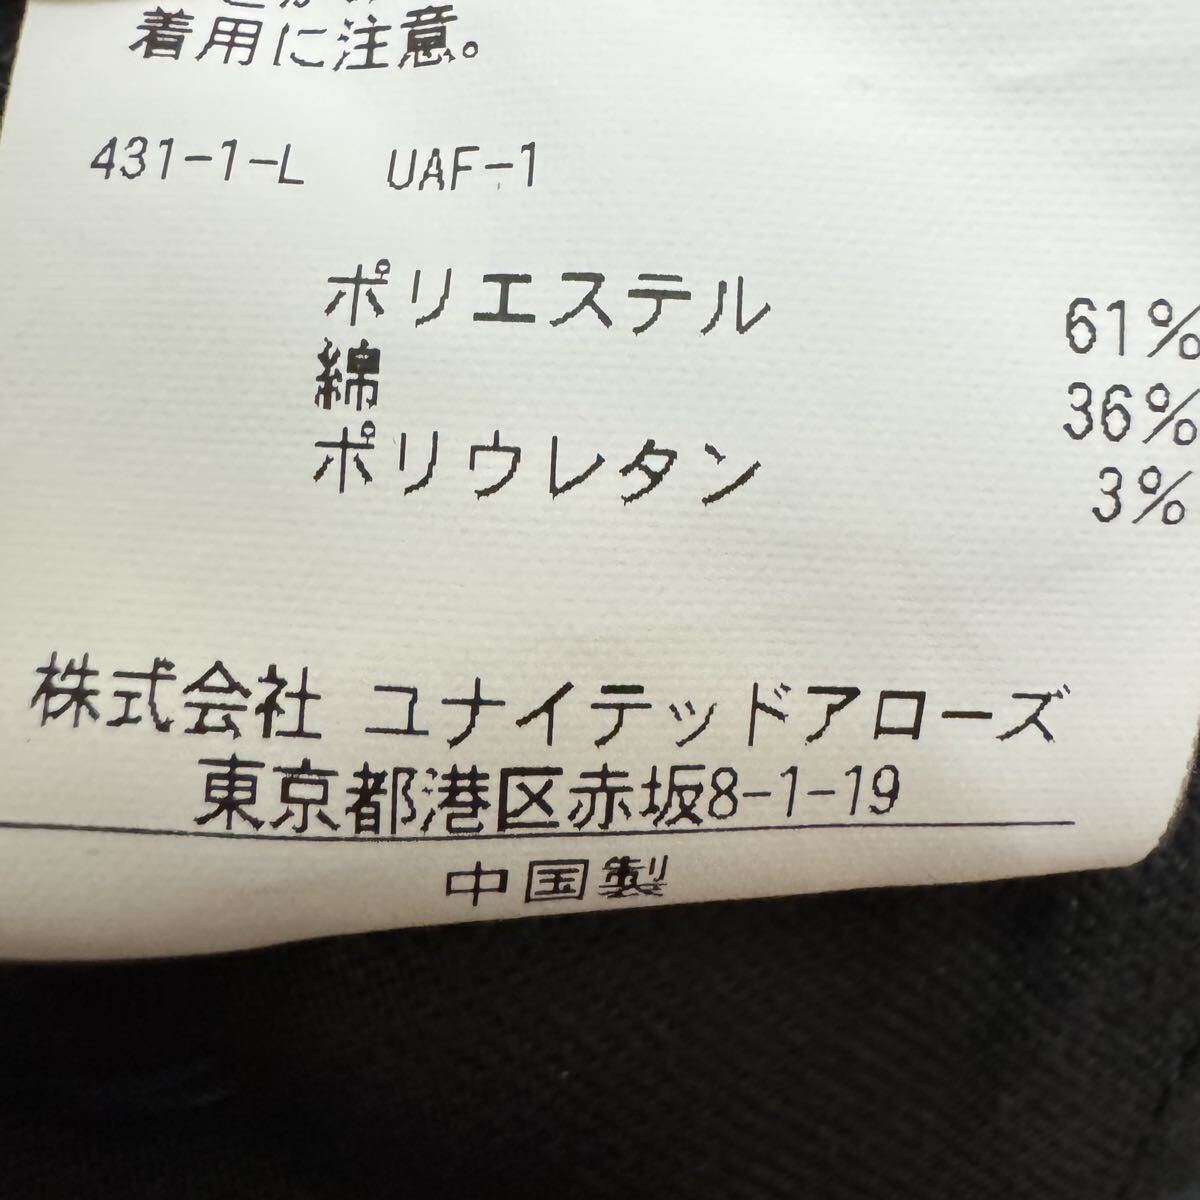 着用に注意。
431-1-L UAF-1
ポリエステル 61%
綿 36%
ポリウレタン 3%
株式会社 ユナイテッドアローズ
東京都港区赤坂8-1-19
中国製